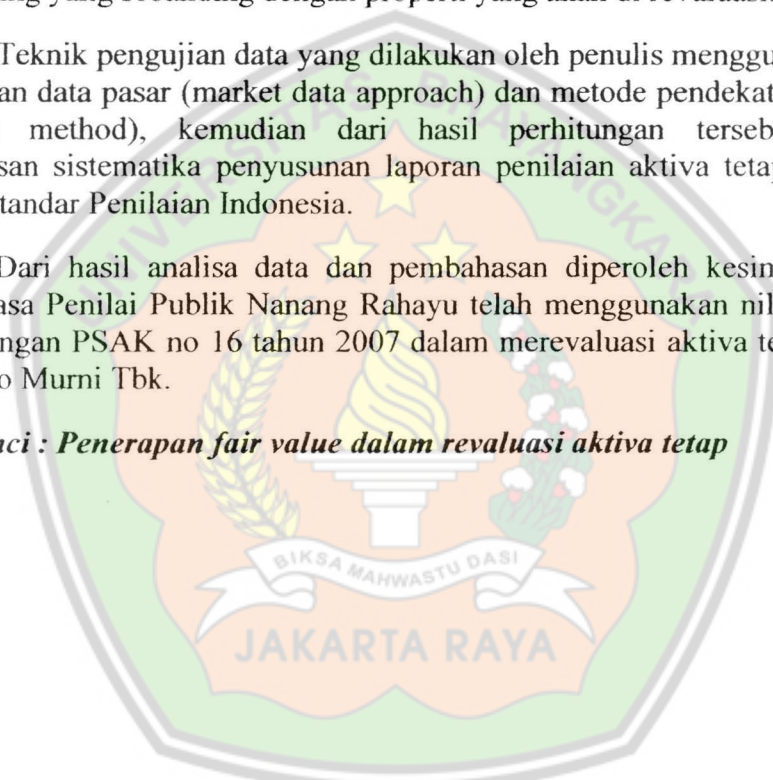 yang sebanding dengan properti yang akan di revaluasi
Teknik pengujian data yang dilakukan oleh penulis menggu
an data pasar (market data approach) dan metode pendekat
method), kemudian dari hasil perhitungan terseb
san sistematika penyusunan laporan penilaian aktiva tetap
tandar Penilaian Indonesia.
Dari hasil analisa data dan pembahasan diperoleh kesim
asa Penilai Publik Nanang Rahayu telah menggunakan nil
ngan PSAK no 16 tahun 2007 dalam merevaluasi aktiva te
o Murni Tbk.
nci : Penerapan fair value dalam revaluasi aktiva tetap
UNIVERSITAS BHAYANGKARA
BIKSA MAHWASTU DASI
JAKARTA RAYA